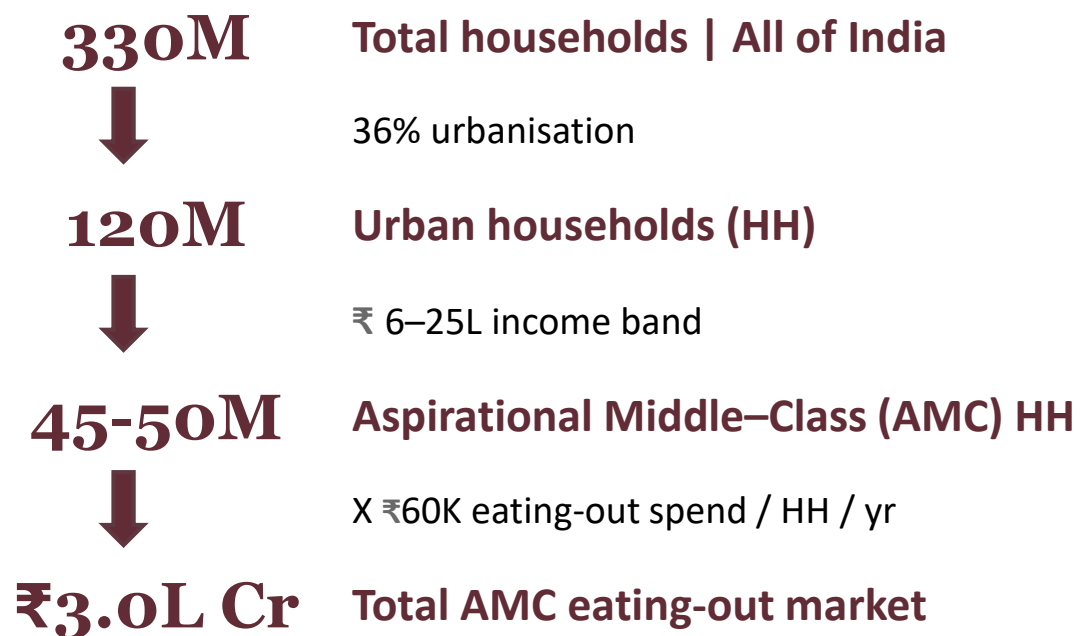 330M Total households | All of India
36% urbanisation
120M Urban households (HH)
₹ 6–25L income band
45-50M Aspirational Middle–Class (AMC) HH
X ₹60K eating-out spend / HH / yr
₹3.0L Cr Total AMC eating-out market